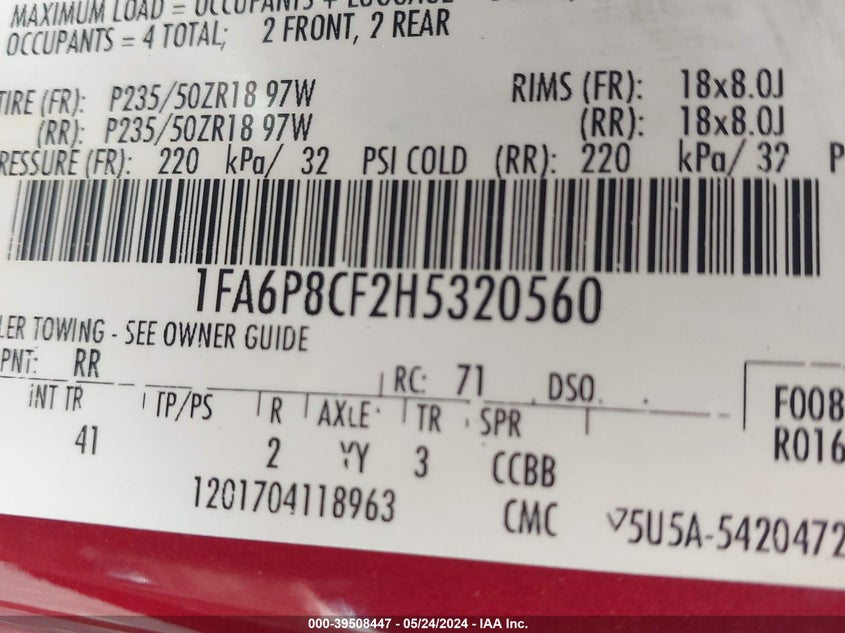 MAXIMUM LOAD = OCCUPANTS + LUGGAGE
OCCUPANTS = 4 TOTAL; 2 FRONT, 2 REAR
TIRE (FR): P235/50ZR18 97W RIMS (FR): 18x8.0J
(RR): P235/50ZR18 97W (RR): 18x8.0J
RESSURE (FR): 220 kPa/ 32 PSI COLD (RR): 220 kPa/ 32 P
1FA6P8CF2H5320560
LER TOWING - SEE OWNER GUIDE
PNT: RR RC: 71 DSO
INT TR TP/PS R AXLE TR SPR F008
41 2 YY 3 CCBB R016
1201704118963 CMC 5U5A-5420472
000-39508447 - 05/24/2024 - IAA Inc.